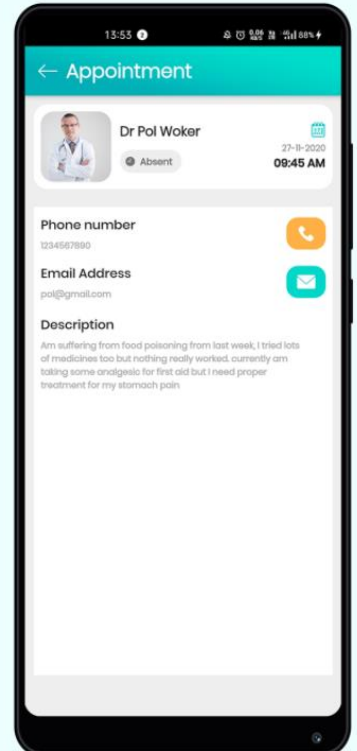 13:53
88%
← Appointment
Dr Pol Woker
Absent
27-11-2020
09:45 AM
Phone number
1234567890
Email Address
pol@gmail.com
Description
Am suffering from food poisoning from last week, I tried lots
of medicines too but nothing really worked. currently am
taking some analgesic for first aid but I need proper
treatment for my stomach pain